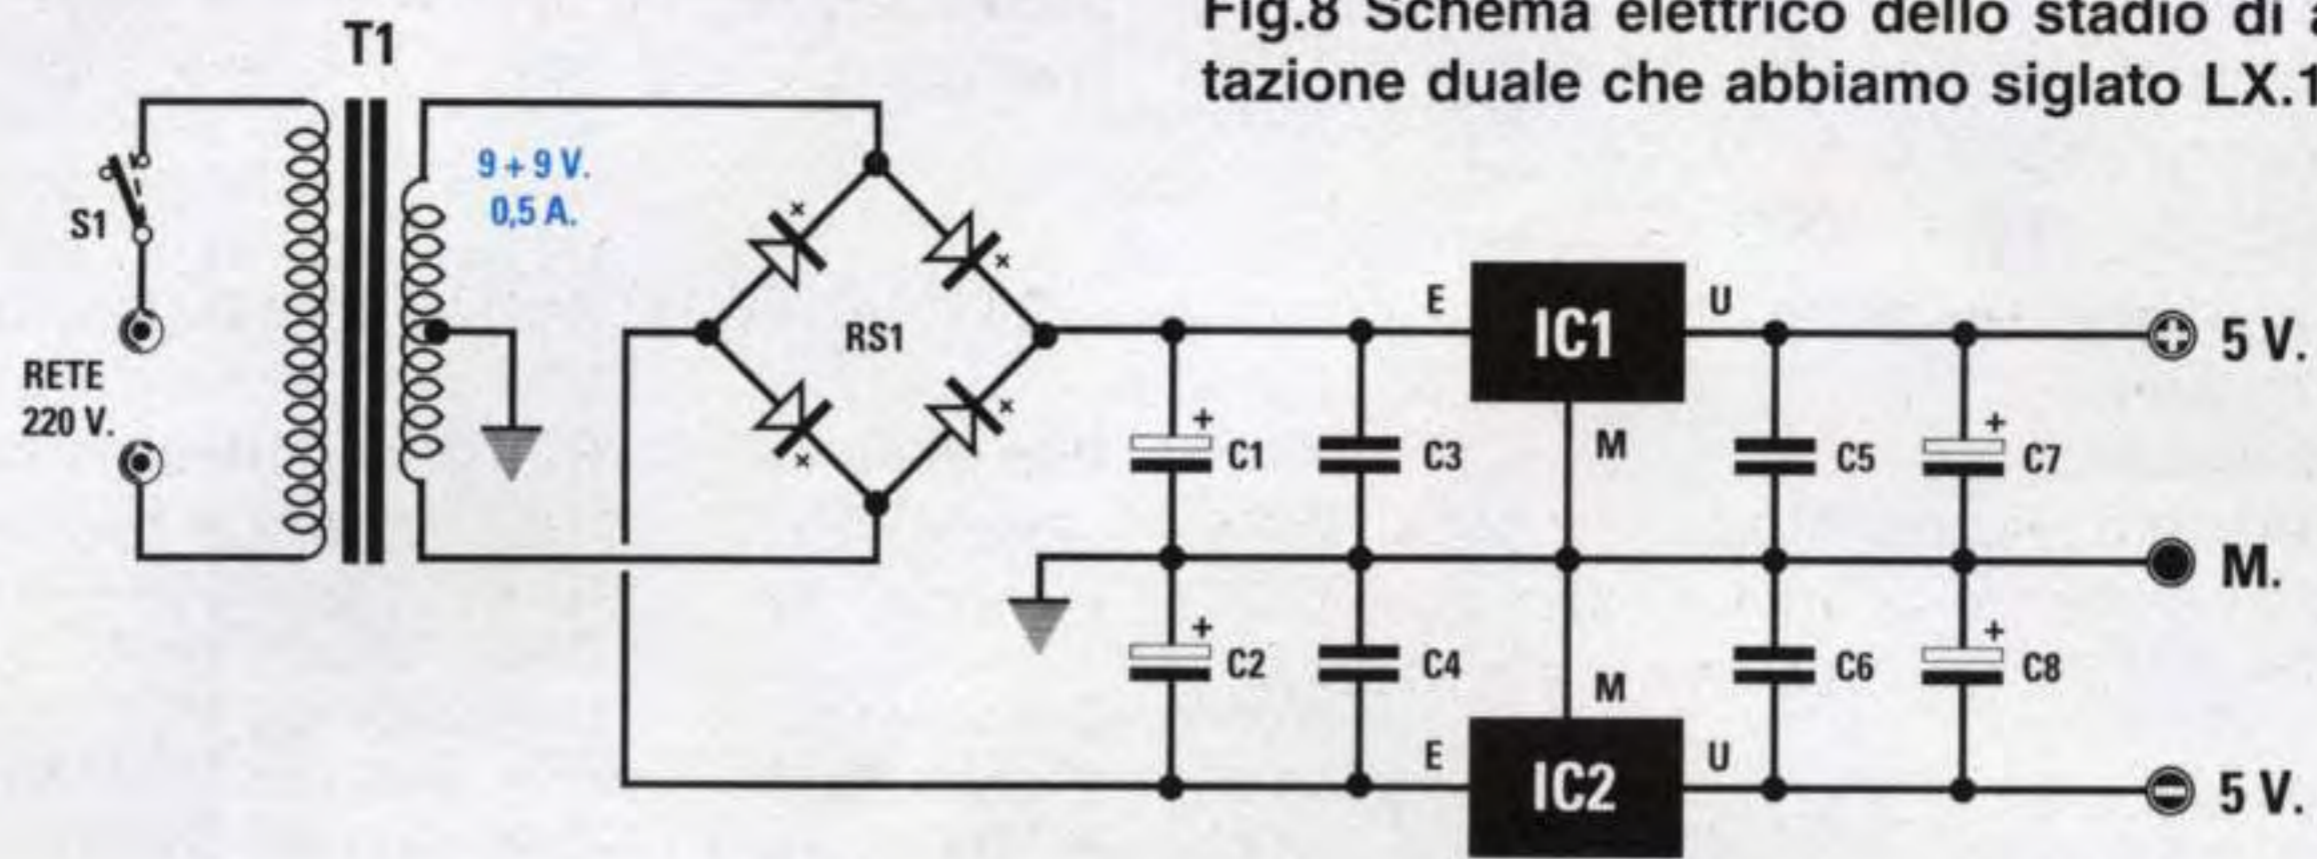 Fig.8 Schema elettrico dello stadio di
tazione duale che abbiamo siglato LX.1
T1
9 + 9 V.
0,5 A.
S1
RETE
220 V.
RS1
E
IC1
U
5 V.
M
C1
C3
C5
C7
M.
C2
C4
C6
C8
M
E
IC2
U
5 V.